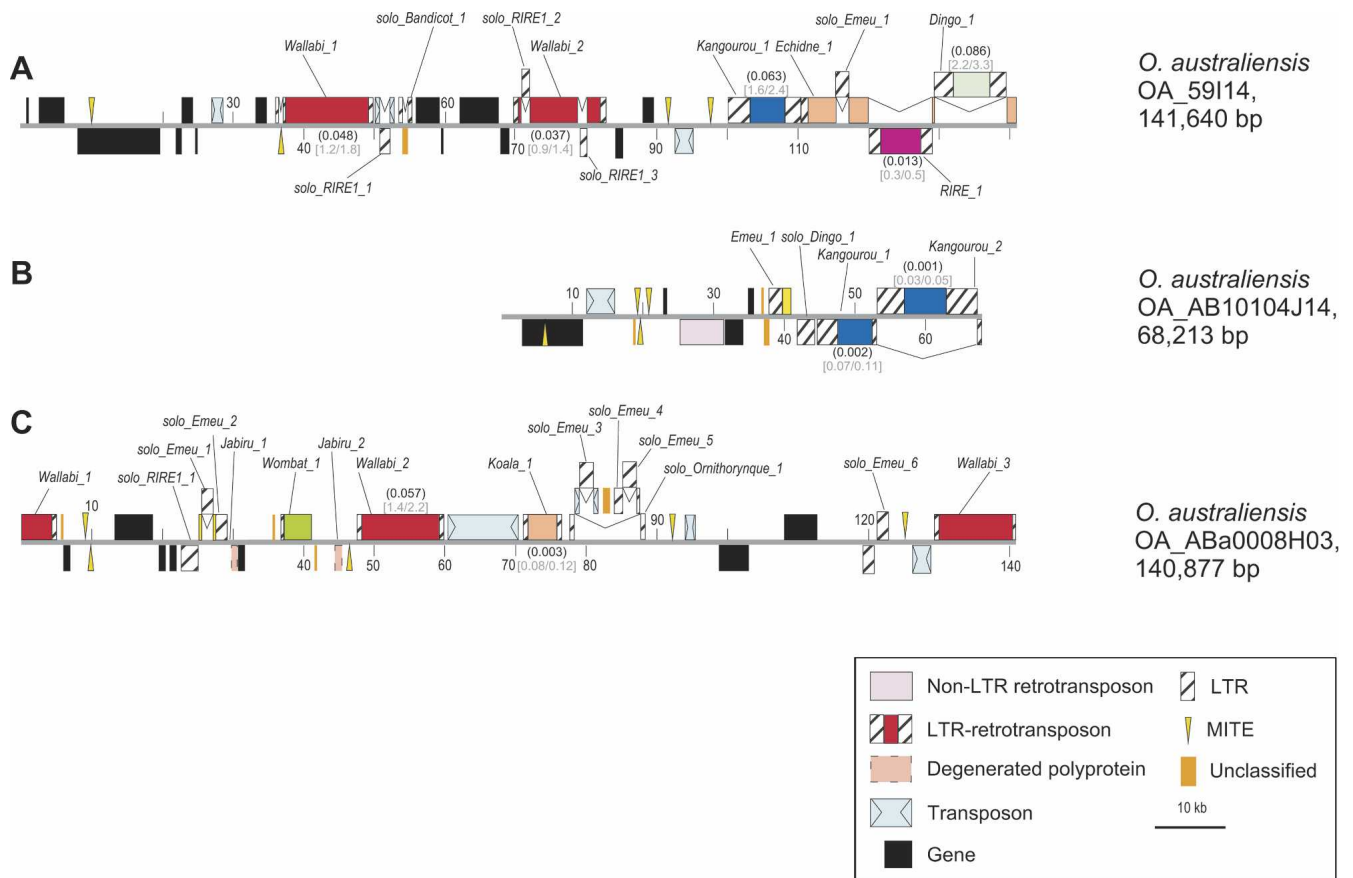 A
solo_Bandicot_1
solo_RIRE1_2
solo_Emeu_1
Dingo_1
Wallabi_1
Wallabi_2
Kangourou_1
Echidne_1
(0.086)
[2.2/3.3]
(0.063)
[1.6/2.4]
30
60
40
(0.048)
[1.2/1.8]
70
(0.037)
[0.9/1.4]
90
110
(0.013)
[0.3/0.5]
solo_RIRE1_1
solo_RIRE1_3
RIRE_1
O. australiensis
OA_59I14,
141,640 bp
B
Emeu_1
solo_Dingo_1
Kangourou_1
Kangourou_2
(0.001)
[0.03/0.05]
10
30
50
40
60
(0.002)
[0.07/0.11]
O. australiensis
OA_AB10104J14,
68,213 bp
C
solo_Emeu_2
solo_Emeu_1
solo_RIRE1_1
Jabiru_1
Jabiru_2
solo_Emeu_4
solo_Emeu_3
solo_Emeu_5
solo_Ornithorynque_1
Wallabi_1
Wombat_1
Wallabi_2
Koala_1
solo_Emeu_6
Wallabi_3
10
(0.057)
[1.4/2.2]
90
120
40
50
60
70
(0.003)
[0.08/0.12]
80
140
O. australiensis
OA_ABa0008H03,
140,877 bp
Non-LTR retrotransposon
LTR-retrotransposon
Degenerated polyprotein
Transposon
Gene
LTR
MITE
Unclassified
10 kb